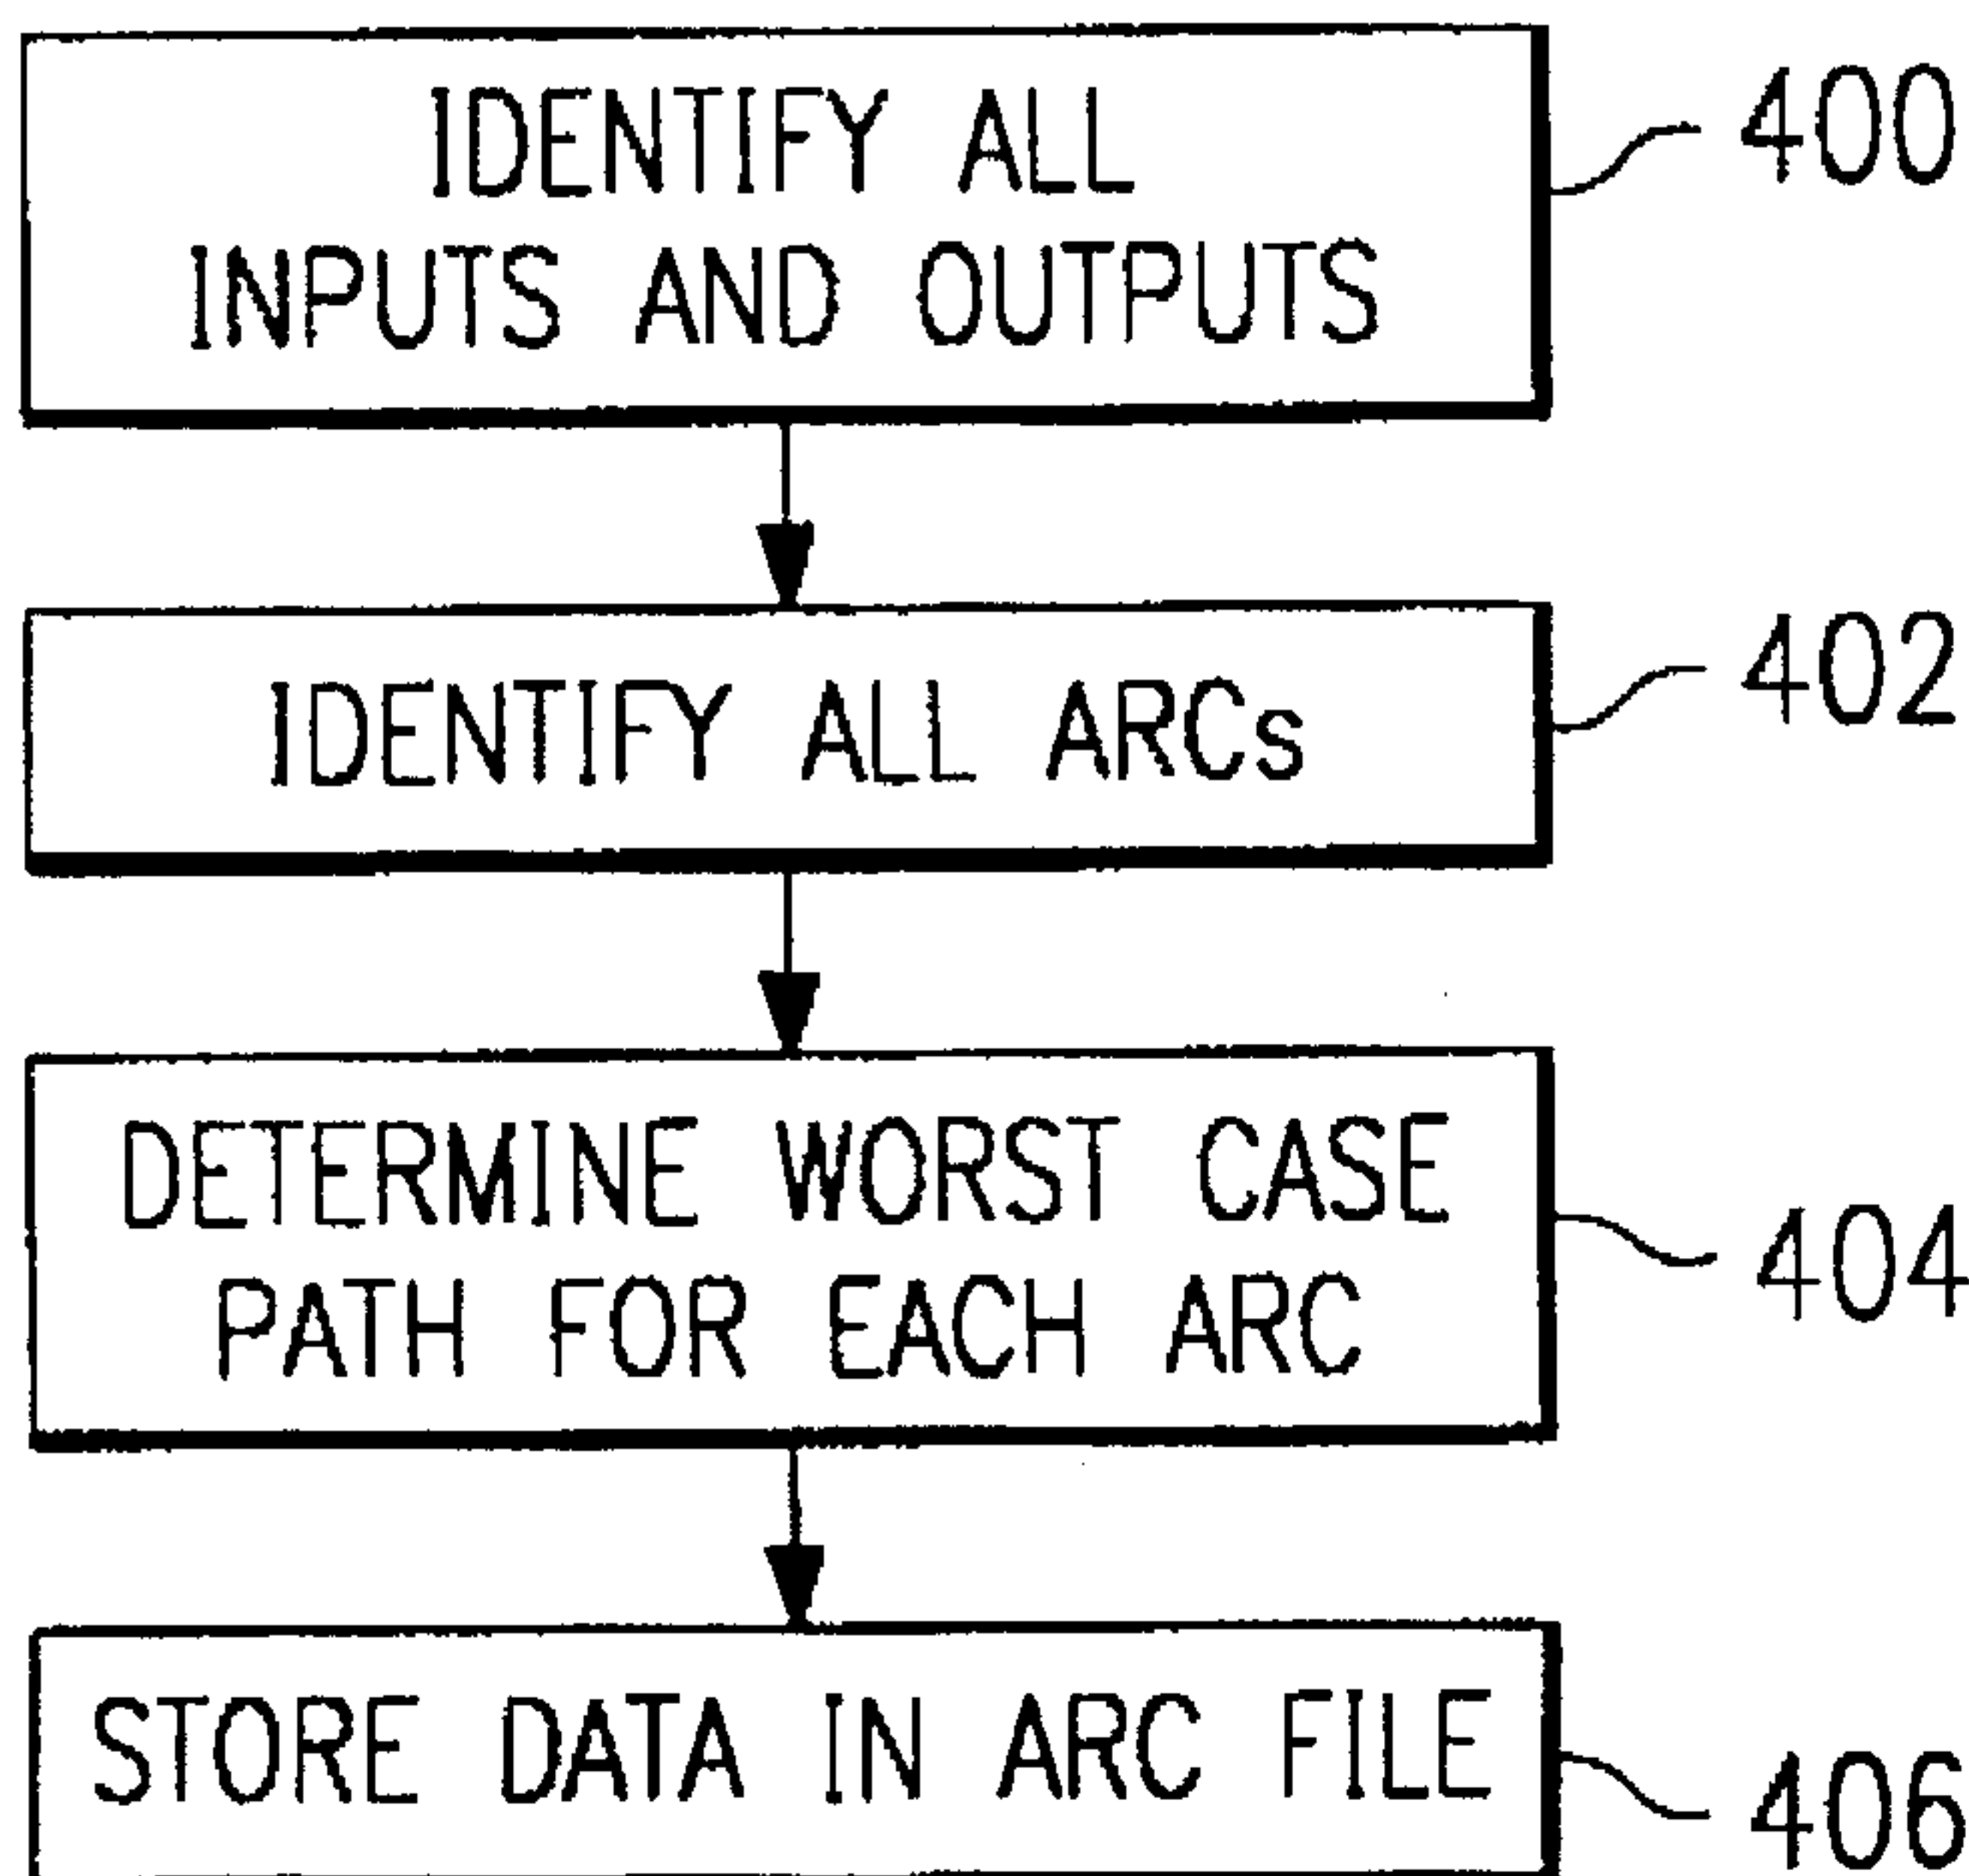 IDENTIFY ALL
INPUTS AND OUTPUTS
400
IDENTIFY ALL ARCs
402
DETERMINE WORST CASE
PATH FOR EACH ARC
404
STORE DATA IN ARC FILE
406